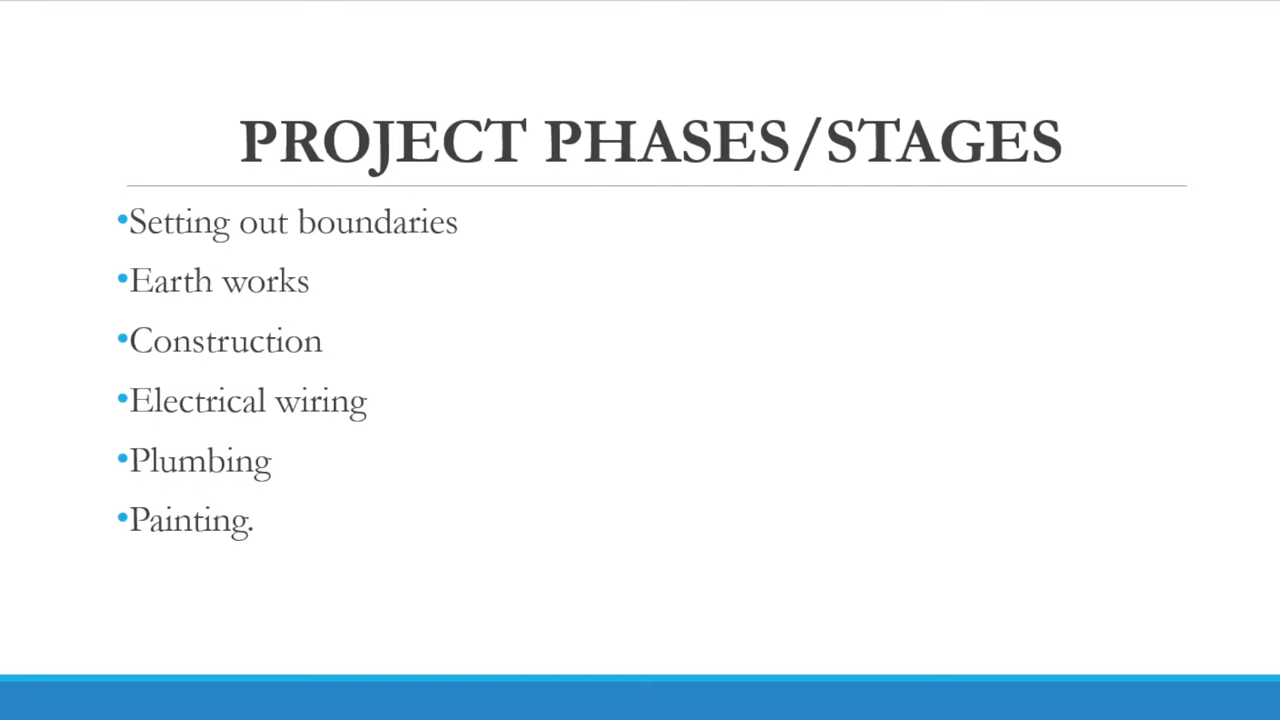 PROJECT PHASES/STAGES
•Setting out boundaries
•Earth works
•Construction
•Electrical wiring
•Plumbing
•Painting.